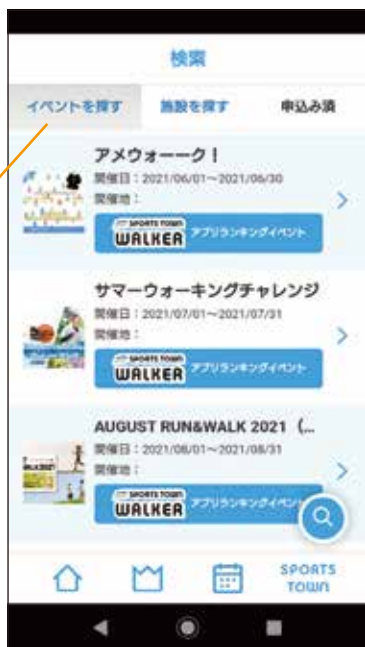 検索
イベントを探す 施設を探す 申込み済
アメウォーーク!
開催日:2021/06/01~2021/06/30
開催地:
SPORTS TOWN
WALKER アプリランキングイベント
サマーウォーキングチャレンジ
開催日:2021/07/01~2021/07/31
開催地:
SPORTS TOWN
WALKER アプリランキングイベント
AUGUST RUN&WALK 2021 (...
開催日:2021/08/01~2021/08/31
開催地:
SPORTS TOWN
WALKER アプリランキングイベント
SPORTS
TOWN